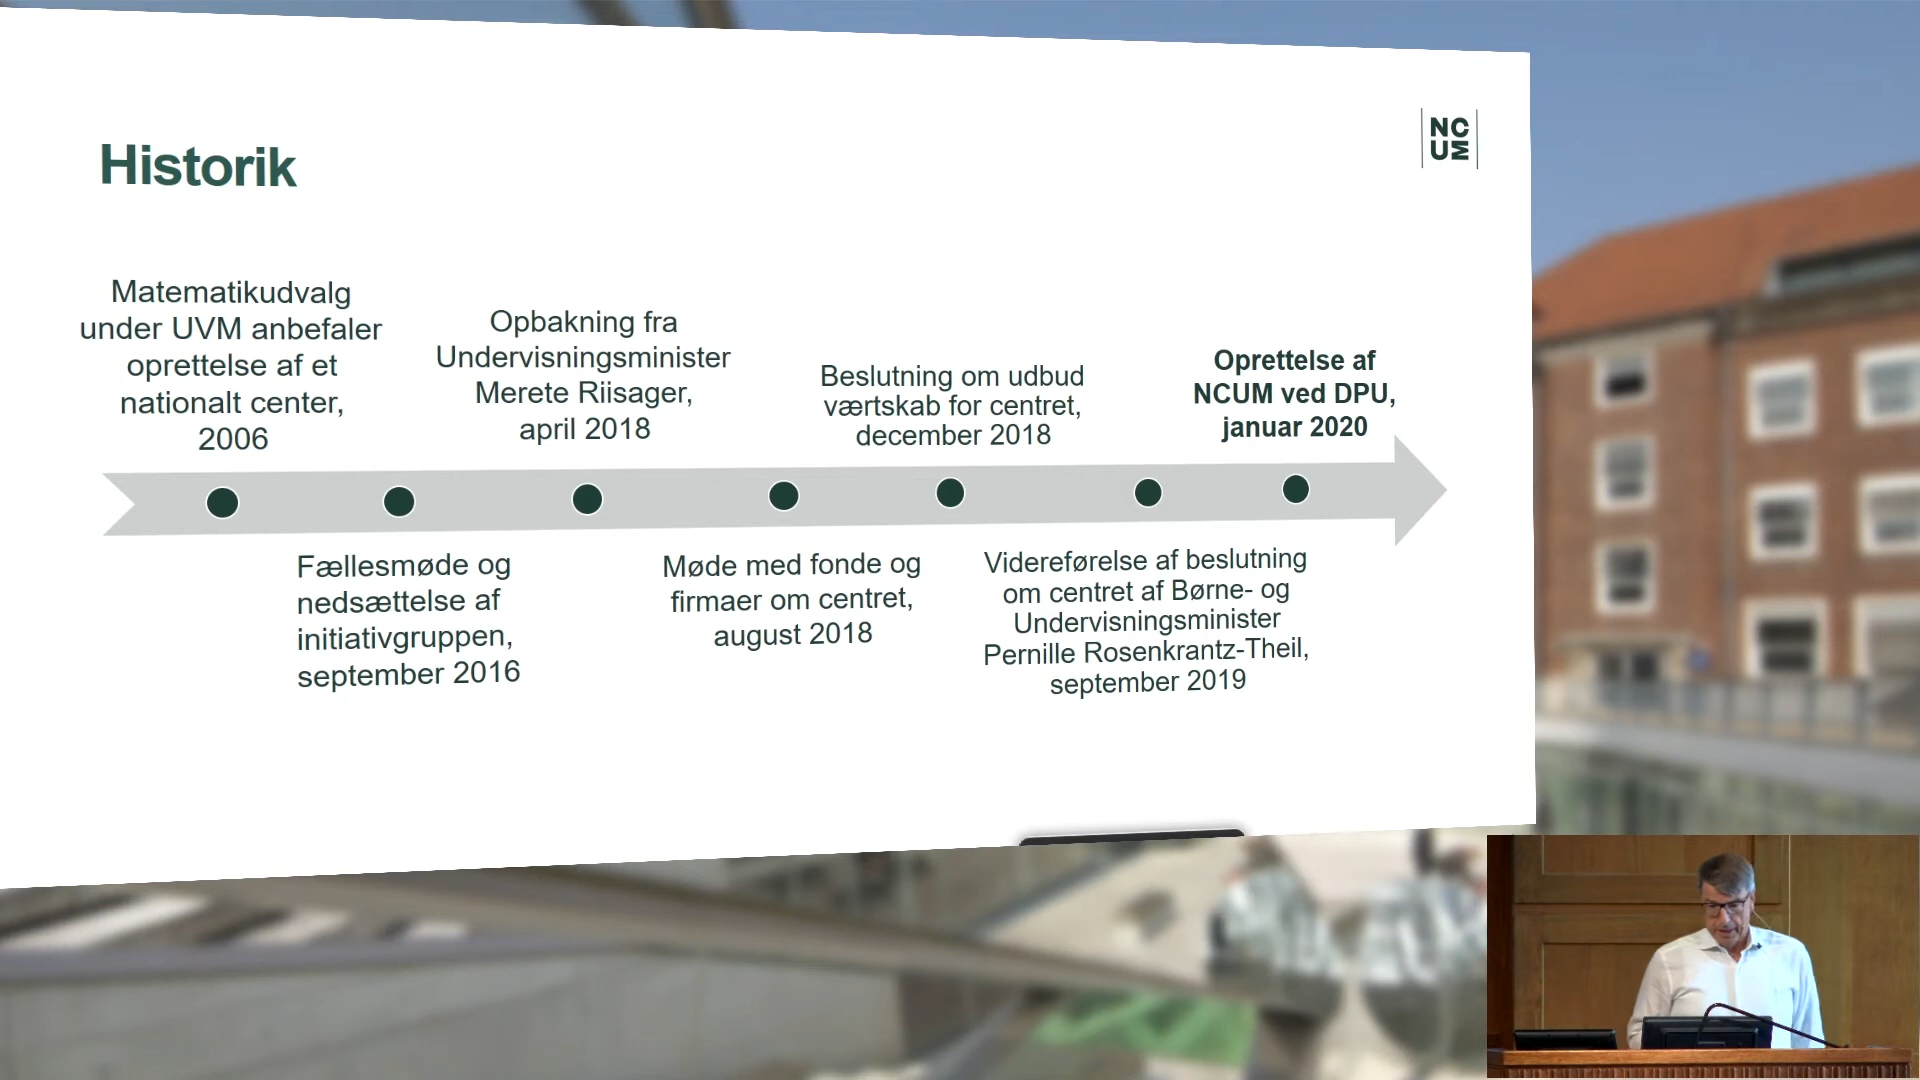 Historik
NC
UM
Matematikudvalg
under UVM anbefaler
oprettelse af et
nationalt center,
2006
Opbakning fra
Undervisningsminister
Merete Riisager,
april 2018
Beslutning om udbud
værtskab for centret,
december 2018
Oprettelse af
NCUM ved DPU,
januar 2020
Fællesmøde og
nedsættelse af
initiativgruppen,
september 2016
Møde med fonde og
firmaer om centret,
august 2018
Videreførelse af beslutning
om centret af Børne- og
Undervisningsminister
Pernille Rosenkrantz-Theil,
september 2019